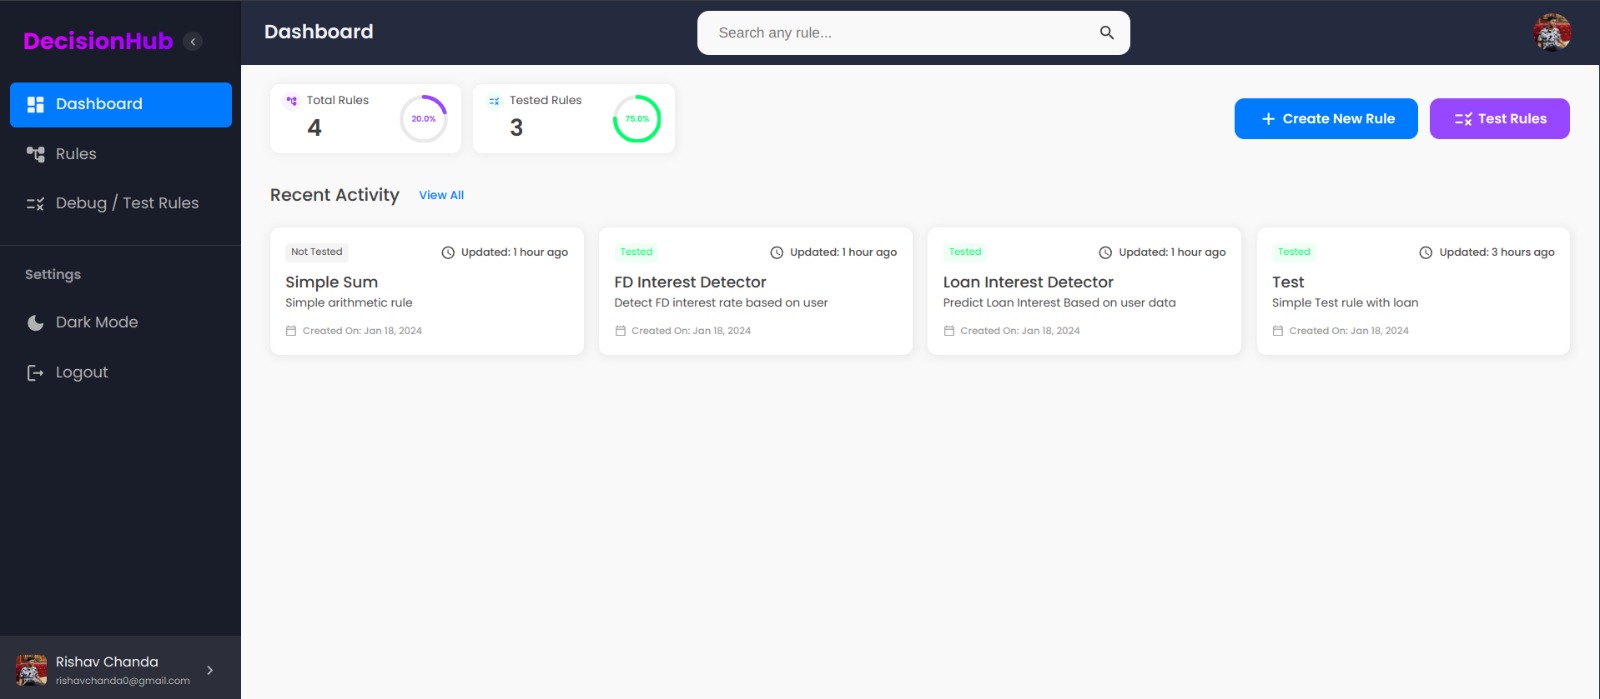 DecisionHub
Dashboard
Rules
Debug / Test Rules
Settings
Dark Mode
Logout
Rishav Chanda
rishavchanda0@gmail.com
Dashboard
Search any rule...
Total Rules
4
20.0%
Tested Rules
3
75.0%
Create New Rule
Test Rules
Recent Activity View All
Not Tested Updated: 1 hour ago
Simple Sum
Simple arithmetic rule
Created On: Jan 18, 2024
Tested Updated: 1 hour ago
FD Interest Detector
Detect FD interest rate based on user
Created On: Jan 18, 2024
Tested Updated: 1 hour ago
Loan Interest Detector
Predict Loan Interest Based on user data
Created On: Jan 18, 2024
Tested Updated: 3 hours ago
Test
Simple Test rule with loan
Created On: Jan 18, 2024